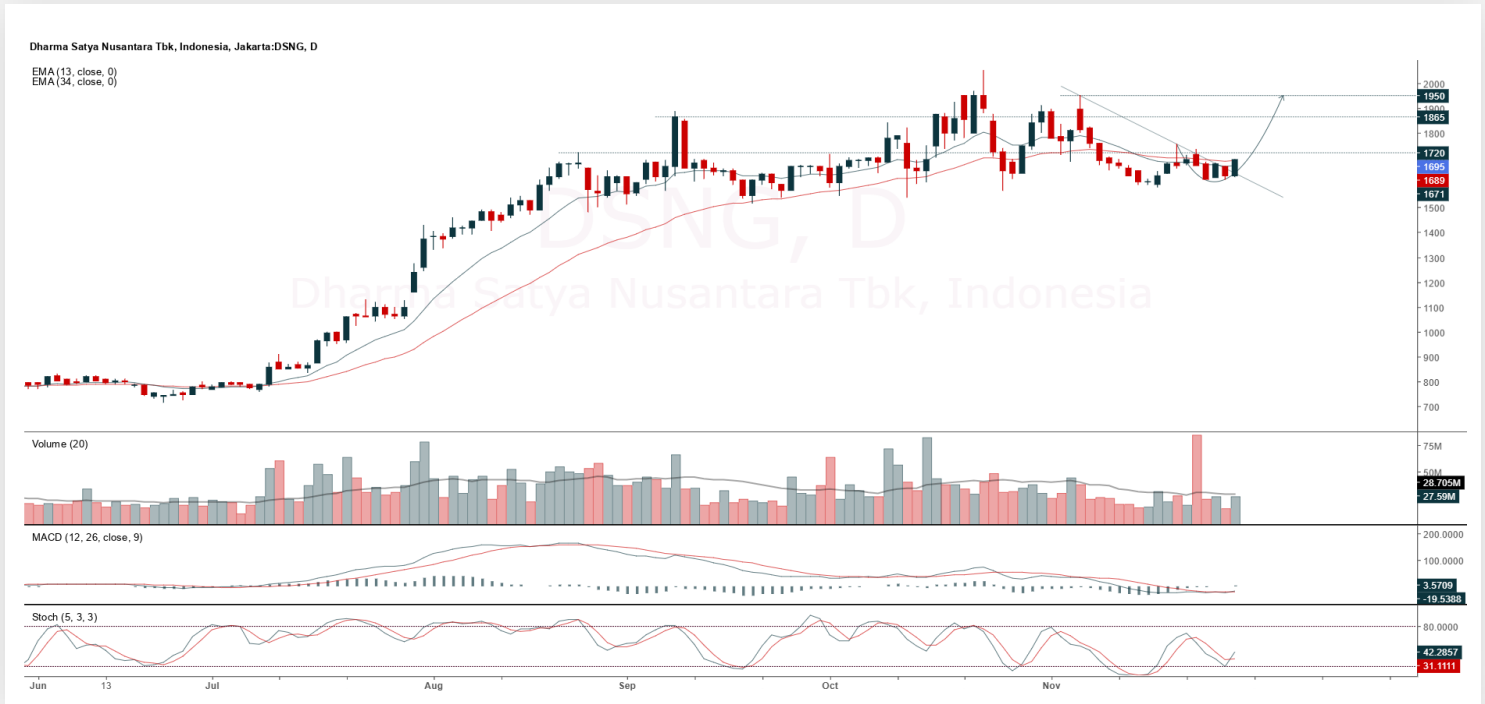 Dharma Satya Nusantara Tbk, Indonesia, Jakarta:DSNG, D
EMA (13, close, 0)
EMA (34, close, 0)
DSNG, D
Dharma Satya Nusantara Tbk, Indonesia
2000
1950
1900
1865
1800
1720
1695
1689
1671
1500
1400
1300
1200
1100
1000
900
800
700
Volume (20)
75M
50M
28.705M
27.59M
MACD (12, 26, close, 9)
200.0000
100.0000
3.5709
-19.5388
Stoch (5, 3, 3)
80.0000
42.2857
31.1111
Jun 13 Jul Aug Sep Oct Nov